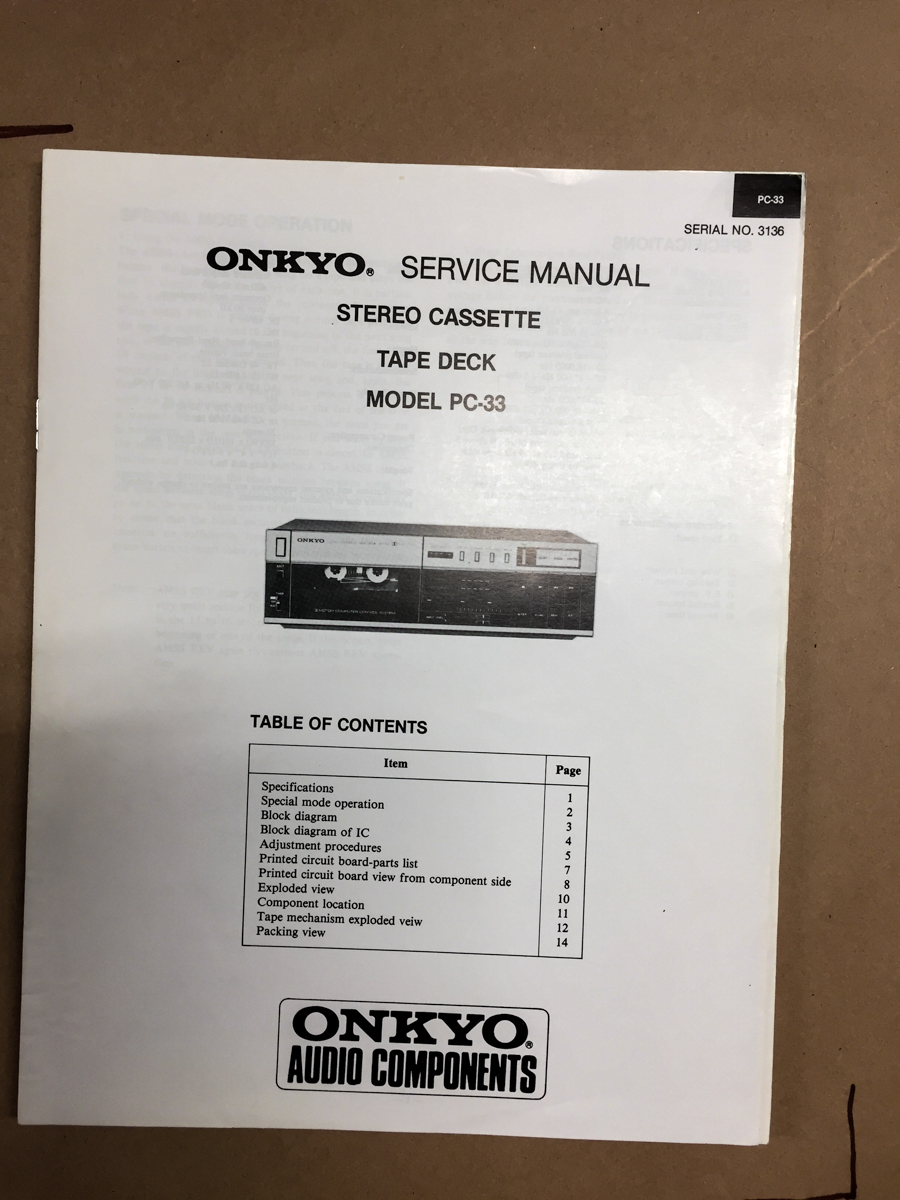 PC-33
SERIAL NO. 3136
ONKYO® SERVICE MANUAL
STEREO CASSETTE
TAPE DECK
MODEL PC-33
ONKYO
TABLE OF CONTENTS
Item Page
Specifications 1
Special mode operation 2
Block diagram 3
Block diagram of IC 4
Adjustment procedures 5
Printed circuit board-parts list 7
Printed circuit board view from component side 8
Exploded view 10
Component location 11
Tape mechanism exploded veiw 12
Packing view 14
ONKYO®
AUDIO COMPONENTS